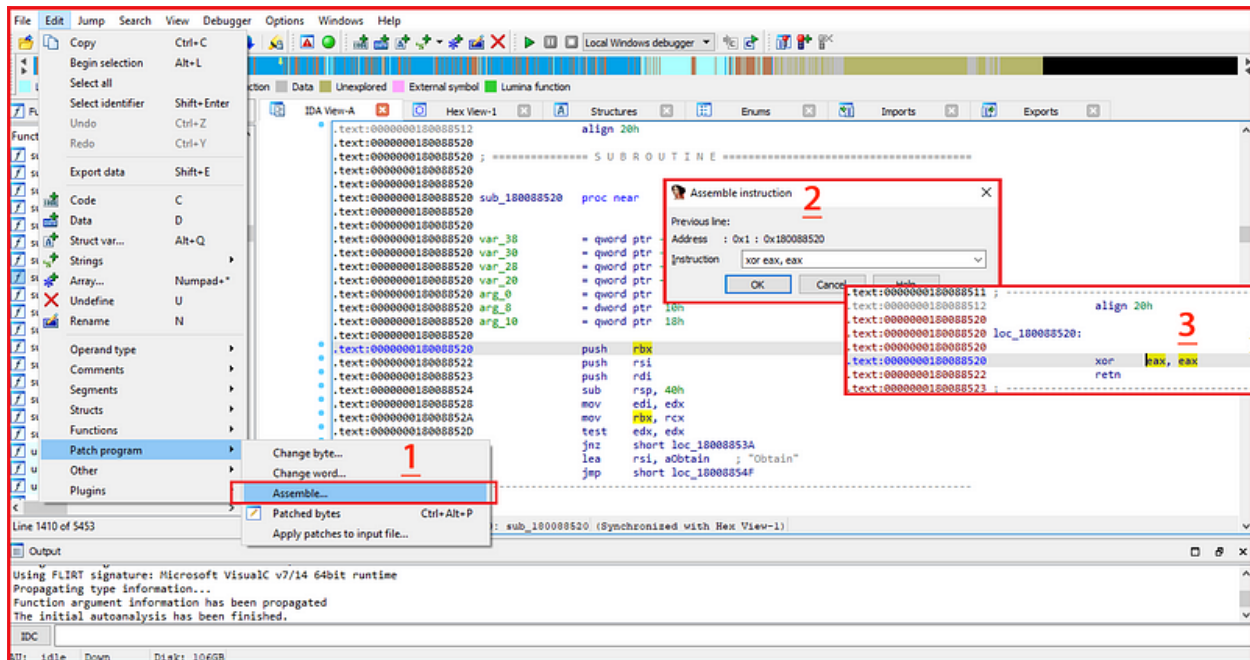 File Edit Jump Search View Debugger Options Windows Help
Local Windows debugger
Copy Ctrl+C
Begin selection Alt+L
Select all
Select identifier Shift+Enter
Undo Ctrl+Z
Redo Ctrl+Y
Export data Shift+E
Code C
Data D
Struct var... Alt+Q
Strings
Array... Numpad+*
Undefine U
Rename N
Operand type
Comments
Segments
Structs
Functions
Patch program
Other
Plugins
Change byte...
1
Change word...
Assemble...
Patched bytes Ctrl+Alt+P
Apply patches to input file...
Data Unexplored External symbol Lumina function
IDA View-A Hex View-1 Structures Enums Imports Exports
.text:0000000180088512 align 20h
.text:0000000180088520
.text:0000000180088520 ; =============== S U B R O U T I N E =======================================
.text:0000000180088520
.text:0000000180088520
.text:0000000180088520 sub_180088520 proc near
.text:0000000180088520
.text:0000000180088520
.text:0000000180088520 var_38 = qword ptr
.text:0000000180088520 var_30 = qword ptr
.text:0000000180088520 var_28 = qword ptr
.text:0000000180088520 var_20 = qword ptr
.text:0000000180088520 arg_0 = qword ptr
.text:0000000180088520 arg_8 = dword ptr 10h
.text:0000000180088520 arg_10 = qword ptr 18h
.text:0000000180088520
.text:0000000180088520 push rbx
.text:0000000180088522 push rsi
.text:0000000180088523 push rdi
.text:0000000180088524 sub rsp, 40h
.text:0000000180088528 mov edi, edx
.text:000000018008852A mov rbx, rcx
.text:000000018008852D test edx, edx
jnz short loc_18008853A
lea rsi, aObtain ; "Obtain"
jmp short loc_18008854F
Assemble instruction
2
Previous line:
Address : 0x1 : 0x180088520
Instruction xor eax, eax
OK Cancel Help
.text:0000000180088511 ;
.text:0000000180088512 align 20h
.text:0000000180088520
.text:0000000180088520 loc_180088520:
3
.text:0000000180088520
.text:0000000180088520 xor eax, eax
.text:0000000180088522 retn
.text:0000000180088523 ;
Line 1410 of 5453
: sub_180088520 (Synchronized with Hex View-1)
Output
Using FLIRT signature: Microsoft VisualC v7/14 64bit runtime
Propagating type information...
Function argument information has been propagated
The initial autoanalysis has been finished.
IDC
AU: idle Down Disk: 106GB